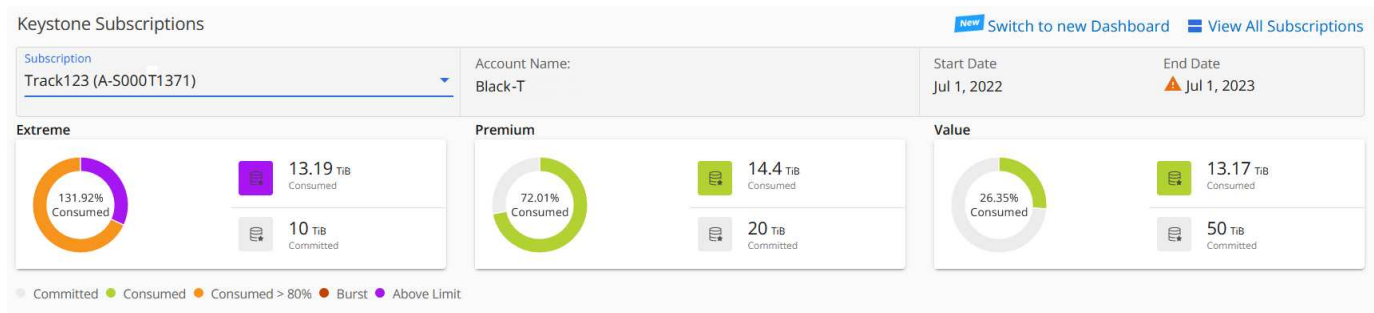 Keystone Subscriptions
New Switch to new Dashboard View All Subscriptions
Subscription
Track123 (A-S000T1371)
Account Name:
Black-T
Start Date
Jul 1, 2022
End Date
Jul 1, 2023
Extreme
131.92%
Consumed
13.19 TiB
Consumed
10 TiB
Committed
Premium
72.01%
Consumed
14.4 TiB
Consumed
20 TiB
Committed
Value
26.35%
Consumed
13.17 TiB
Consumed
50 TiB
Committed
Committed Consumed Consumed > 80% Burst Above Limit